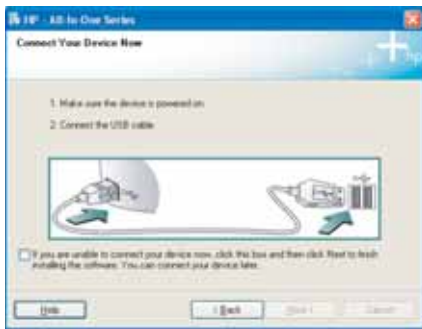 HP - All-In-One Series
Connect Your Device Now
hp
1. Make sure the device is powered on.
2. Connect the USB cable.
If you are unable to connect your device now, click this box and then click Next to finish
installing the software. You can connect your device later.
Help
< Back
Next >
Cancel